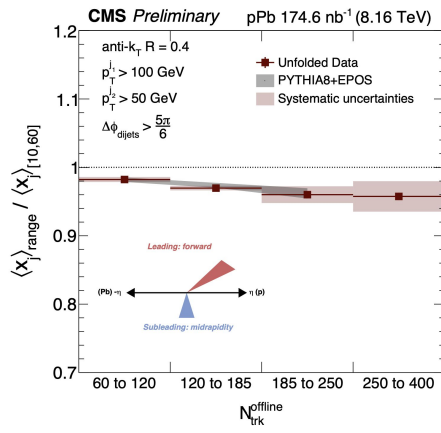 CMS Preliminary pPb 174.6 nb⁻¹ (8.16 TeV)
anti-k_T R = 0.4
p_T^{j_1} > 100 GeV
p_T^{j_2} > 50 GeV
Δϕ_dijets > 5π/6
Unfolded Data
PYTHIA8+EPOS
Systematic uncertainties
⟨x_j⟩_range / ⟨x_j⟩_[10,60]
1.2
1.1
1
0.9
0.8
0.7
Leading: forward
(Pb) -η
η (p)
Subleading: midrapidity
60 to 120 120 to 185 185 to 250 250 to 400
N_trk^offline